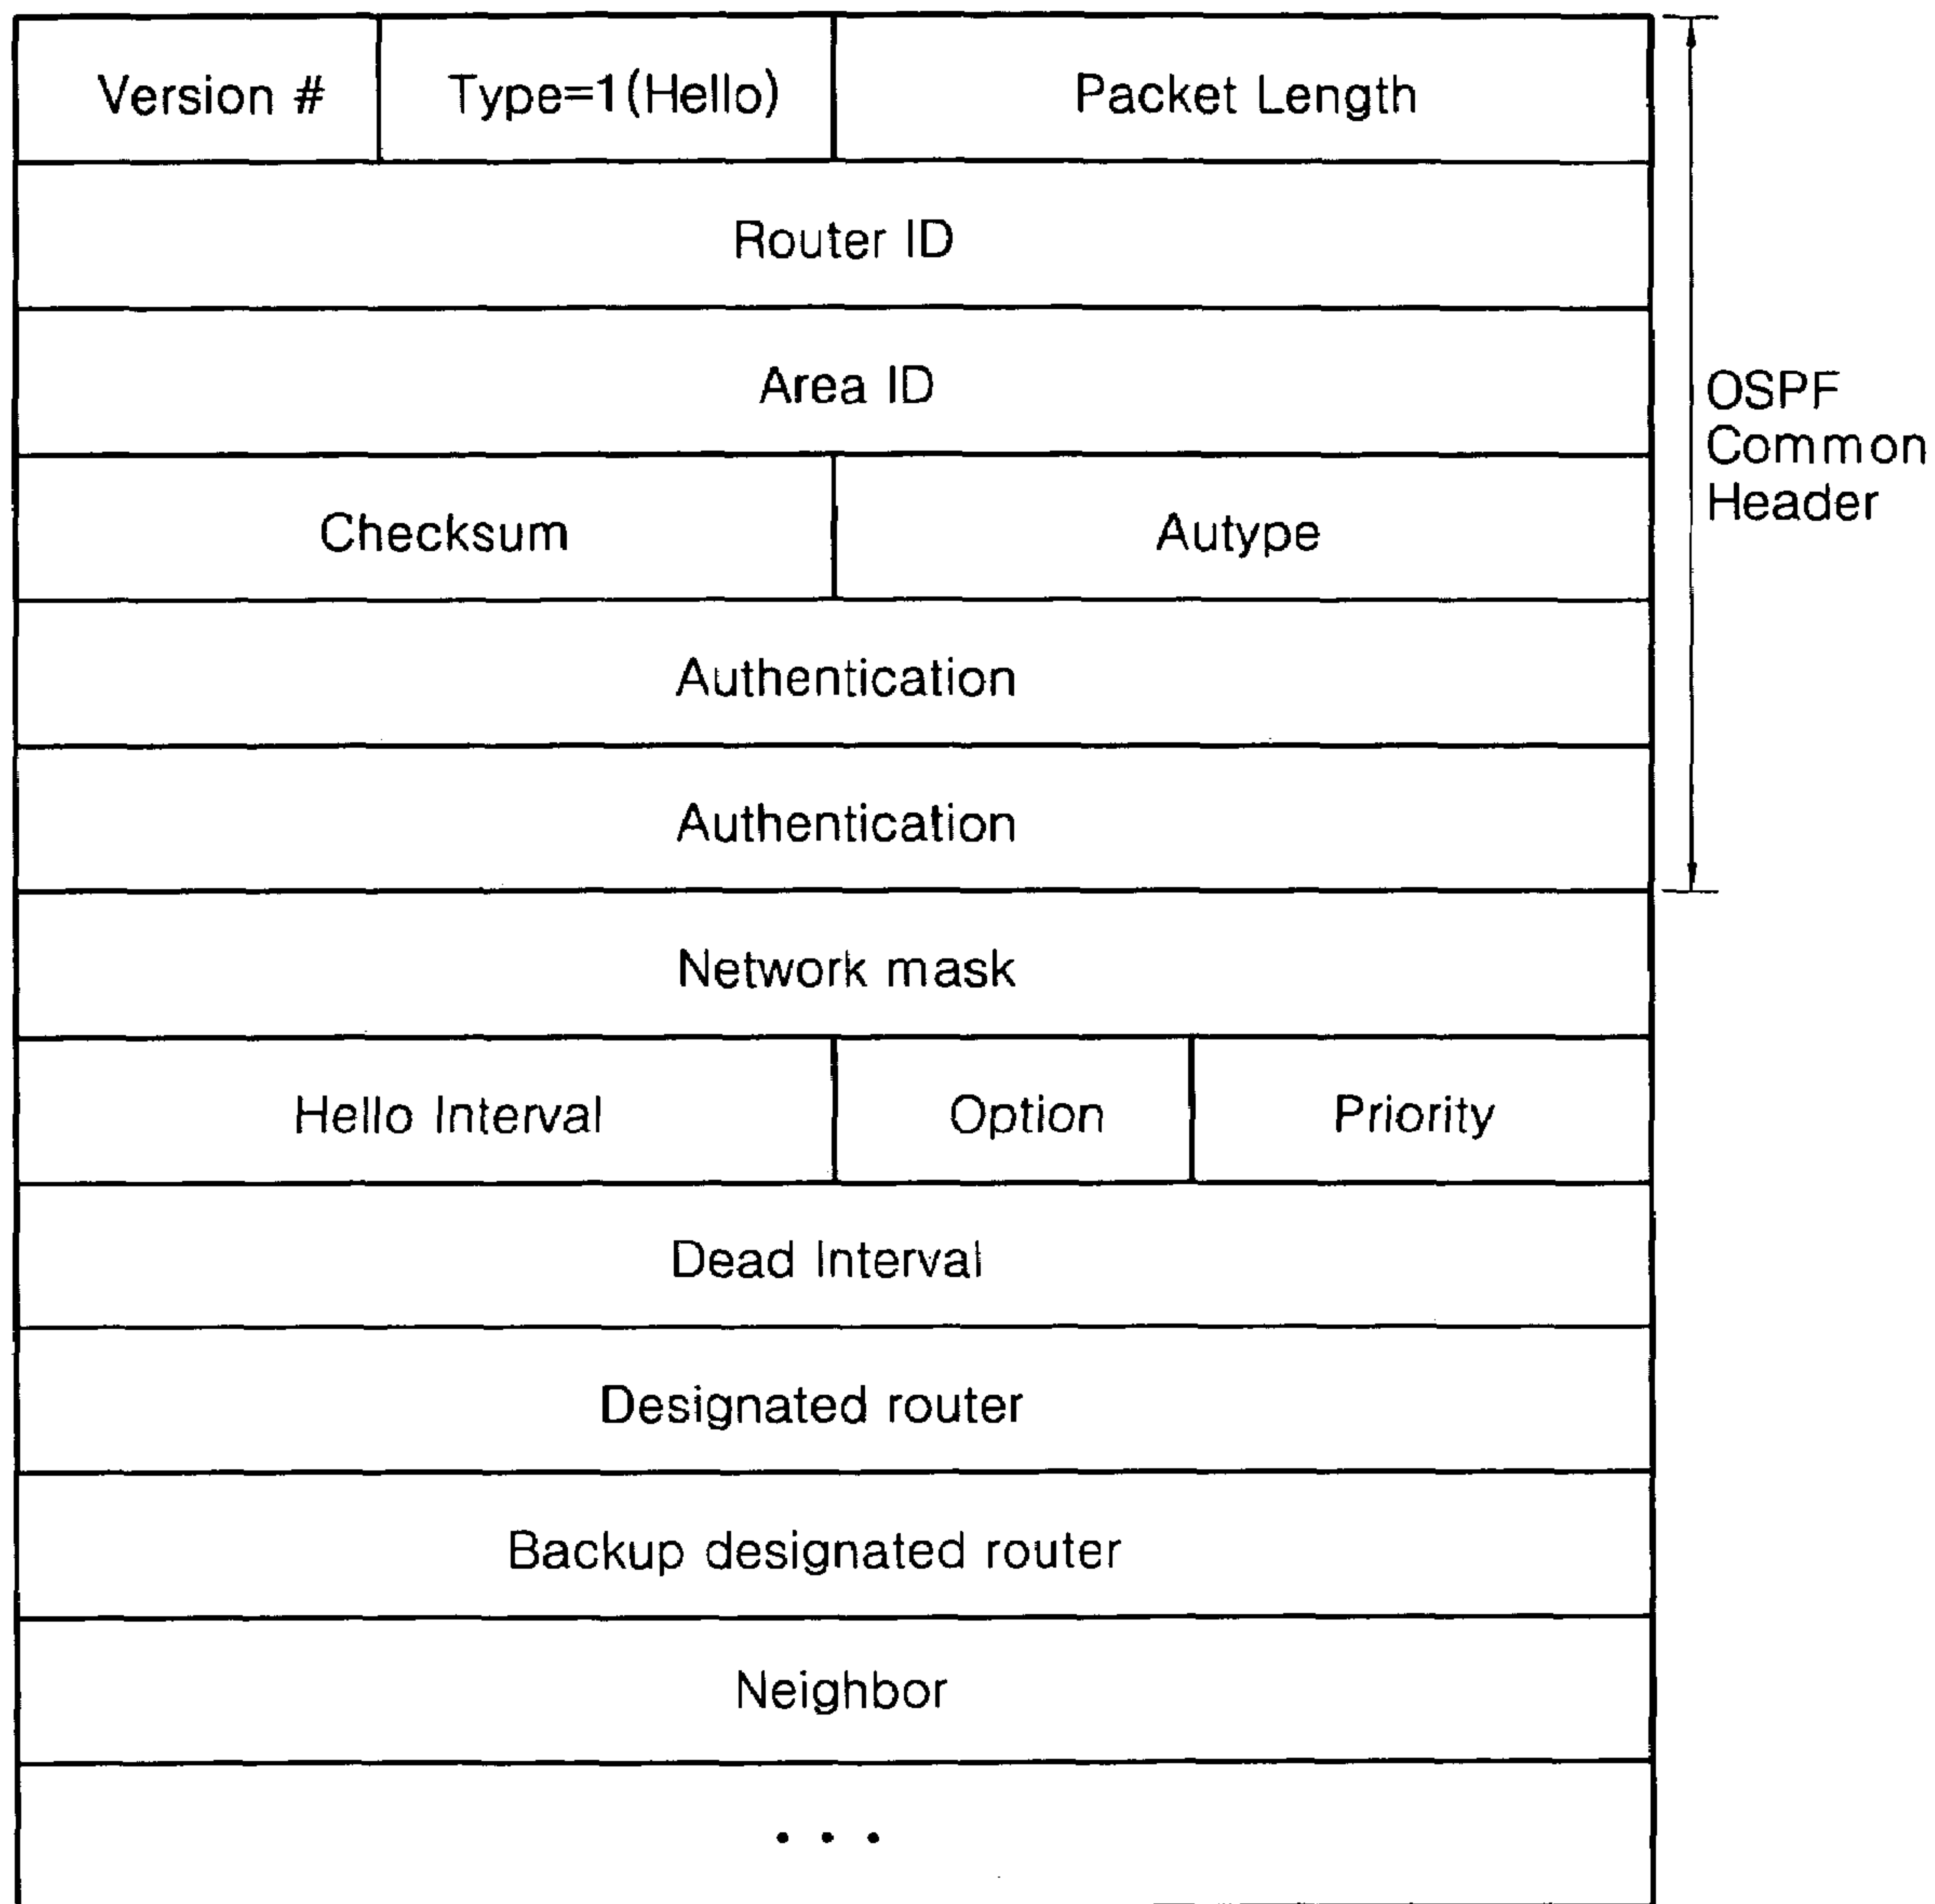 Version #
Type=1(Hello)
Packet Length
Router ID
Area ID
OSPF
Common
Header
Checksum
Autype
Authentication
Authentication
Network mask
Hello Interval
Option
Priority
Dead Interval
Designated router
Backup designated router
Neighbor
• • •